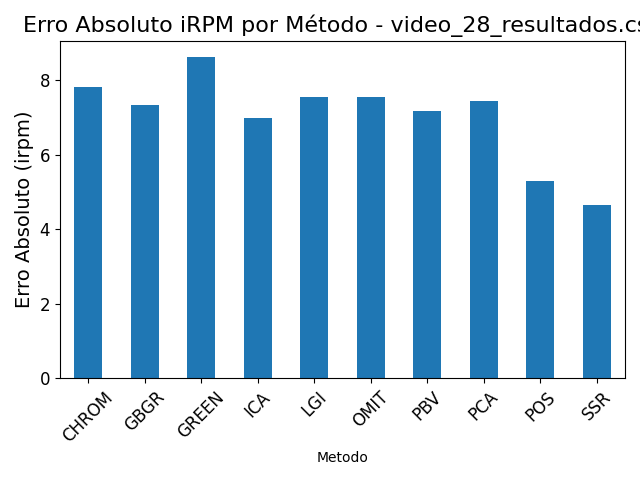 Erro Absoluto iRPM por Método - video_28_resultados.cs
Erro Absoluto (irpm)
8
6
4
2
0
CHROM
GBGR
GREEN
ICA
LGI
OMIT
PBV
PCA
POS
SSR
Metodo